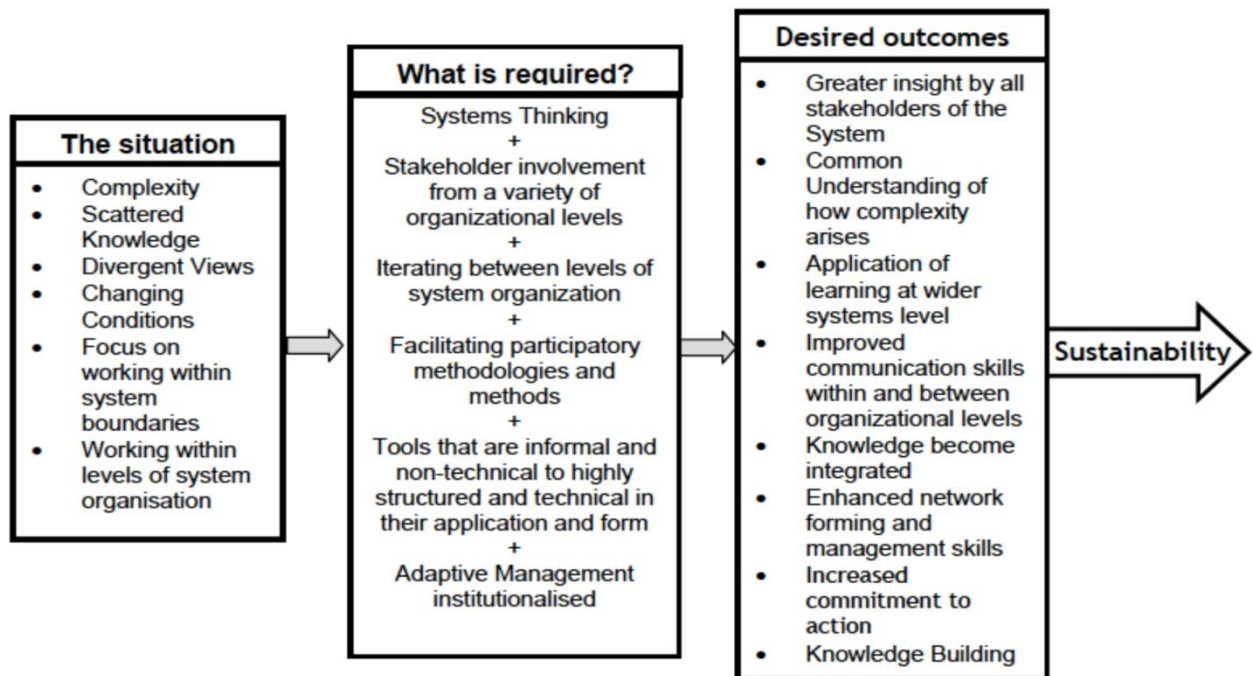 The situation
• Complexity
• Scattered
Knowledge
• Divergent Views
• Changing
Conditions
• Focus on
working within
system
boundaries
• Working within
levels of system
organisation
What is required?
Systems Thinking
+
Stakeholder involvement
from a variety of
organizational levels
+
Iterating between levels of
system organization
+
Facilitating participatory
methodologies and
methods
+
Tools that are informal and
non-technical to highly
structured and technical in
their application and form
+
Adaptive Management
institutionalised
Desired outcomes
• Greater insight by all
stakeholders of the
System
• Common
Understanding of
how complexity
arises
• Application of
learning at wider
systems level
• Improved
communication skills
within and between
organizational levels
• Knowledge become
integrated
• Enhanced network
forming and
management skills
• Increased
commitment to
action
• Knowledge Building
Sustainability